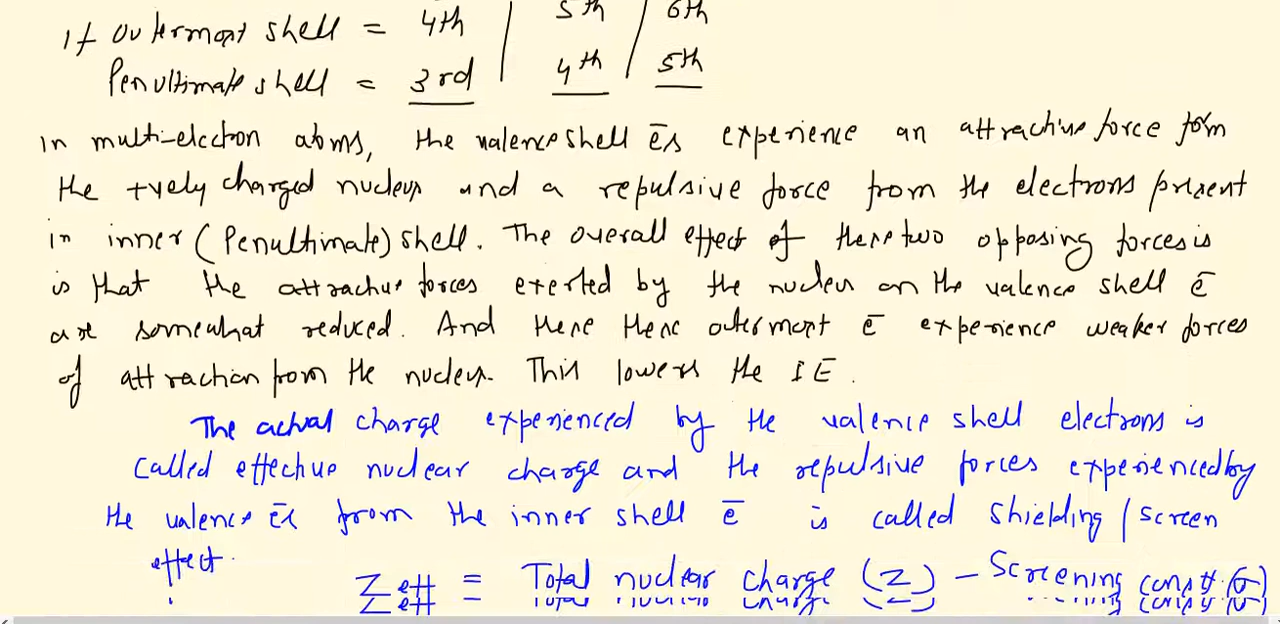 If outermost shell = 4th | 5th | 6th
Penultimate shell = 3rd | 4th | 5th
In multi-elcctron atoms, the valence shell ēs experience an attractive force form
the +vely charged nucleus and a repulsive force from the electrons present
in inner (Penultimate) shell. The overall effect of these two opposing forces is
is that the attractive forces exerted by the nucleus on the valence shell ē
are somewhat reduced. And Hene Hene outermost ē experience weaker forces
of attraction from the nucleus. This lowers the IE.
The actual charge experienced by the valence shell electrons is
called effective nuclear charge and the repulsive forces experienced by
the valence ēs from the inner shell ē is called shielding / screen
effect.
Zeff = Total nuclear charge (Z) – Screening constt (σ)